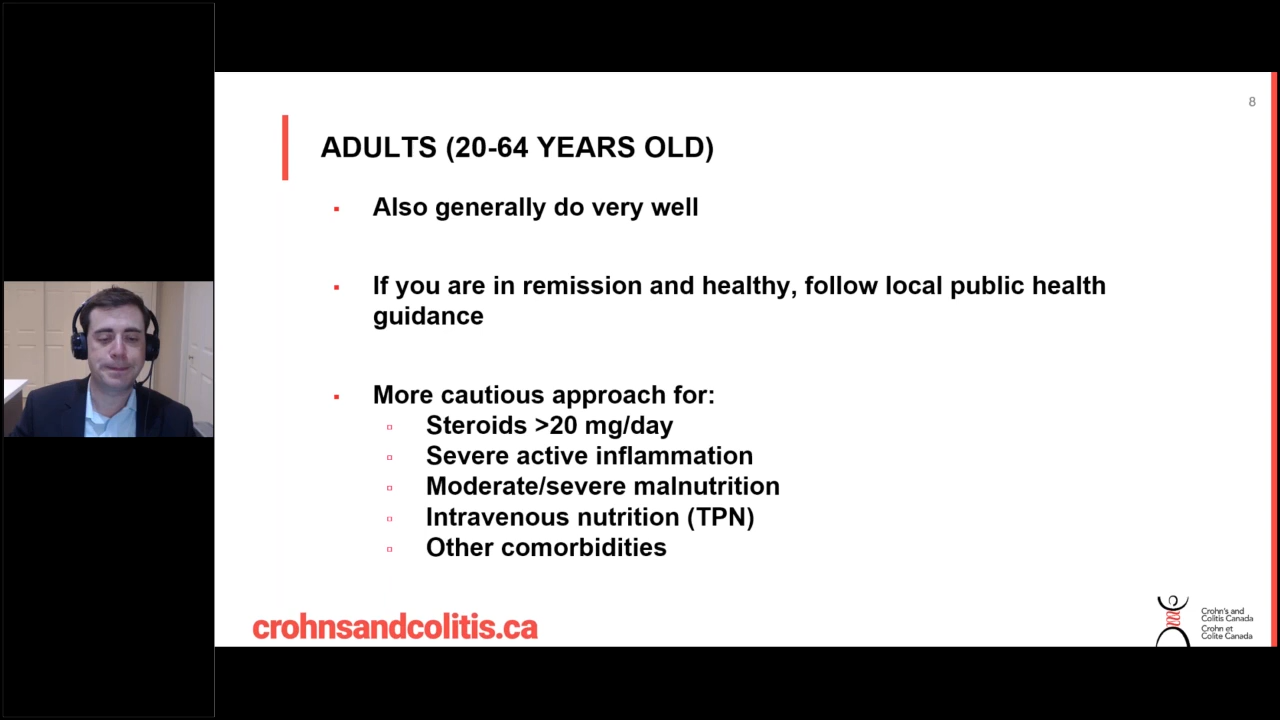 8
ADULTS (20-64 YEARS OLD)
Also generally do very well
If you are in remission and healthy, follow local public health
guidance
More cautious approach for:
Steroids >20 mg/day
Severe active inflammation
Moderate/severe malnutrition
Intravenous nutrition (TPN)
Other comorbidities
crohnsandcolitis.ca
Crohn's and
Colitis Canada
Crohn et
Colite Canada